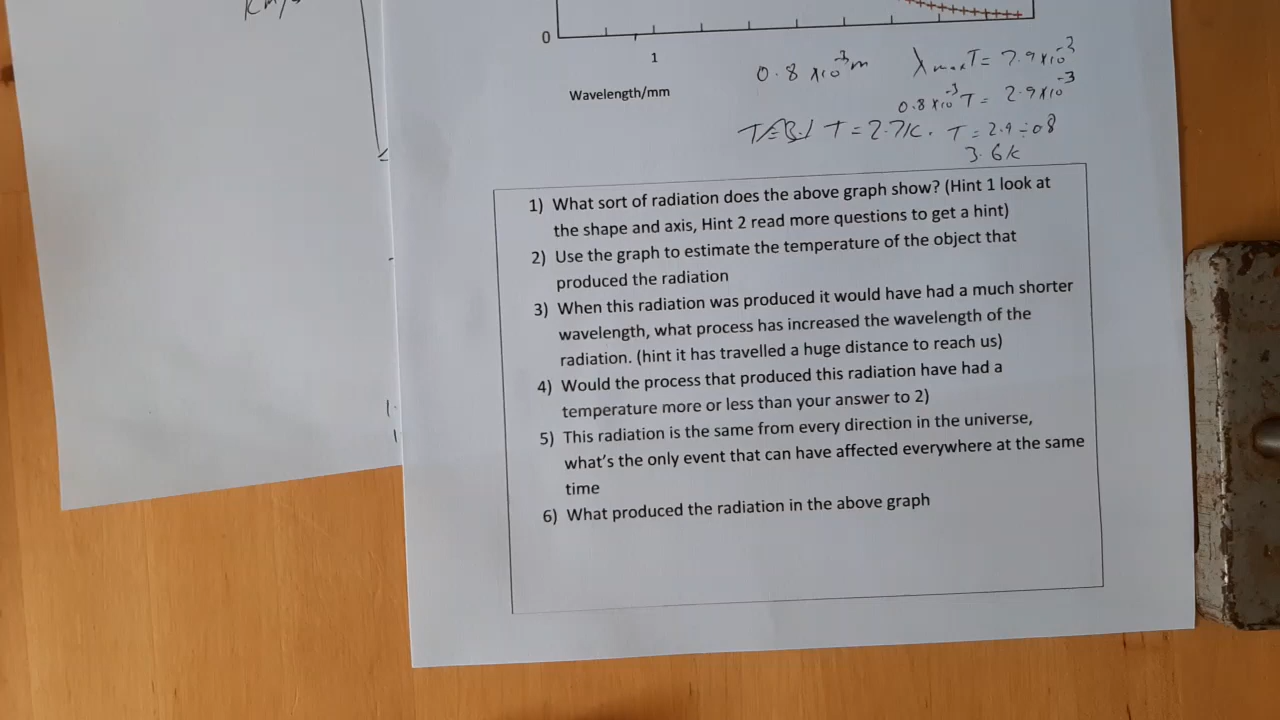 Km/s
0
1
Wavelength/mm
0.8 x10⁻³m
λmaxT = 2.9x10⁻³
0.8x10⁻³T = 2.9x10⁻³
T = 2.7K. T = 2.9 ÷ 08
3.6K
1) What sort of radiation does the above graph show? (Hint 1 look at
the shape and axis, Hint 2 read more questions to get a hint)
2) Use the graph to estimate the temperature of the object that
produced the radiation
3) When this radiation was produced it would have had a much shorter
wavelength, what process has increased the wavelength of the
radiation. (hint it has travelled a huge distance to reach us)
4) Would the process that produced this radiation have had a
temperature more or less than your answer to 2)
5) This radiation is the same from every direction in the universe,
what's the only event that can have affected everywhere at the same
time
6) What produced the radiation in the above graph